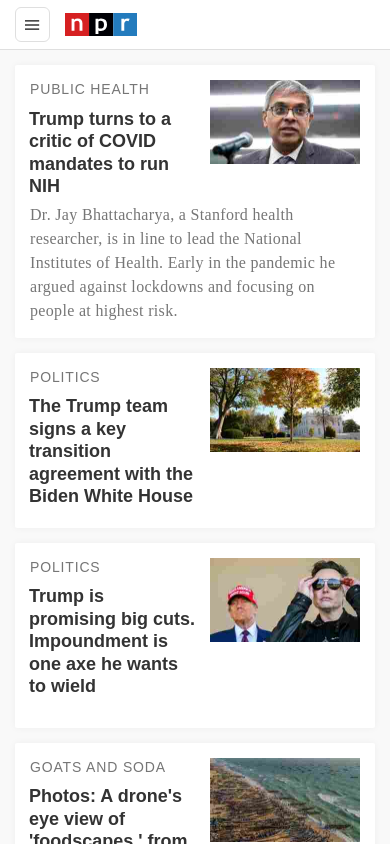 npr
PUBLIC HEALTH
Trump turns to a
critic of COVID
mandates to run
NIH
Dr. Jay Bhattacharya, a Stanford health
researcher, is in line to lead the National
Institutes of Health. Early in the pandemic he
argued against lockdowns and focusing on
people at highest risk.
POLITICS
The Trump team
signs a key
transition
agreement with the
Biden White House
POLITICS
Trump is
promising big cuts.
Impoundment is
one axe he wants
to wield
GOATS AND SODA
Photos: A drone's
eye view of
'foodscapes,' from